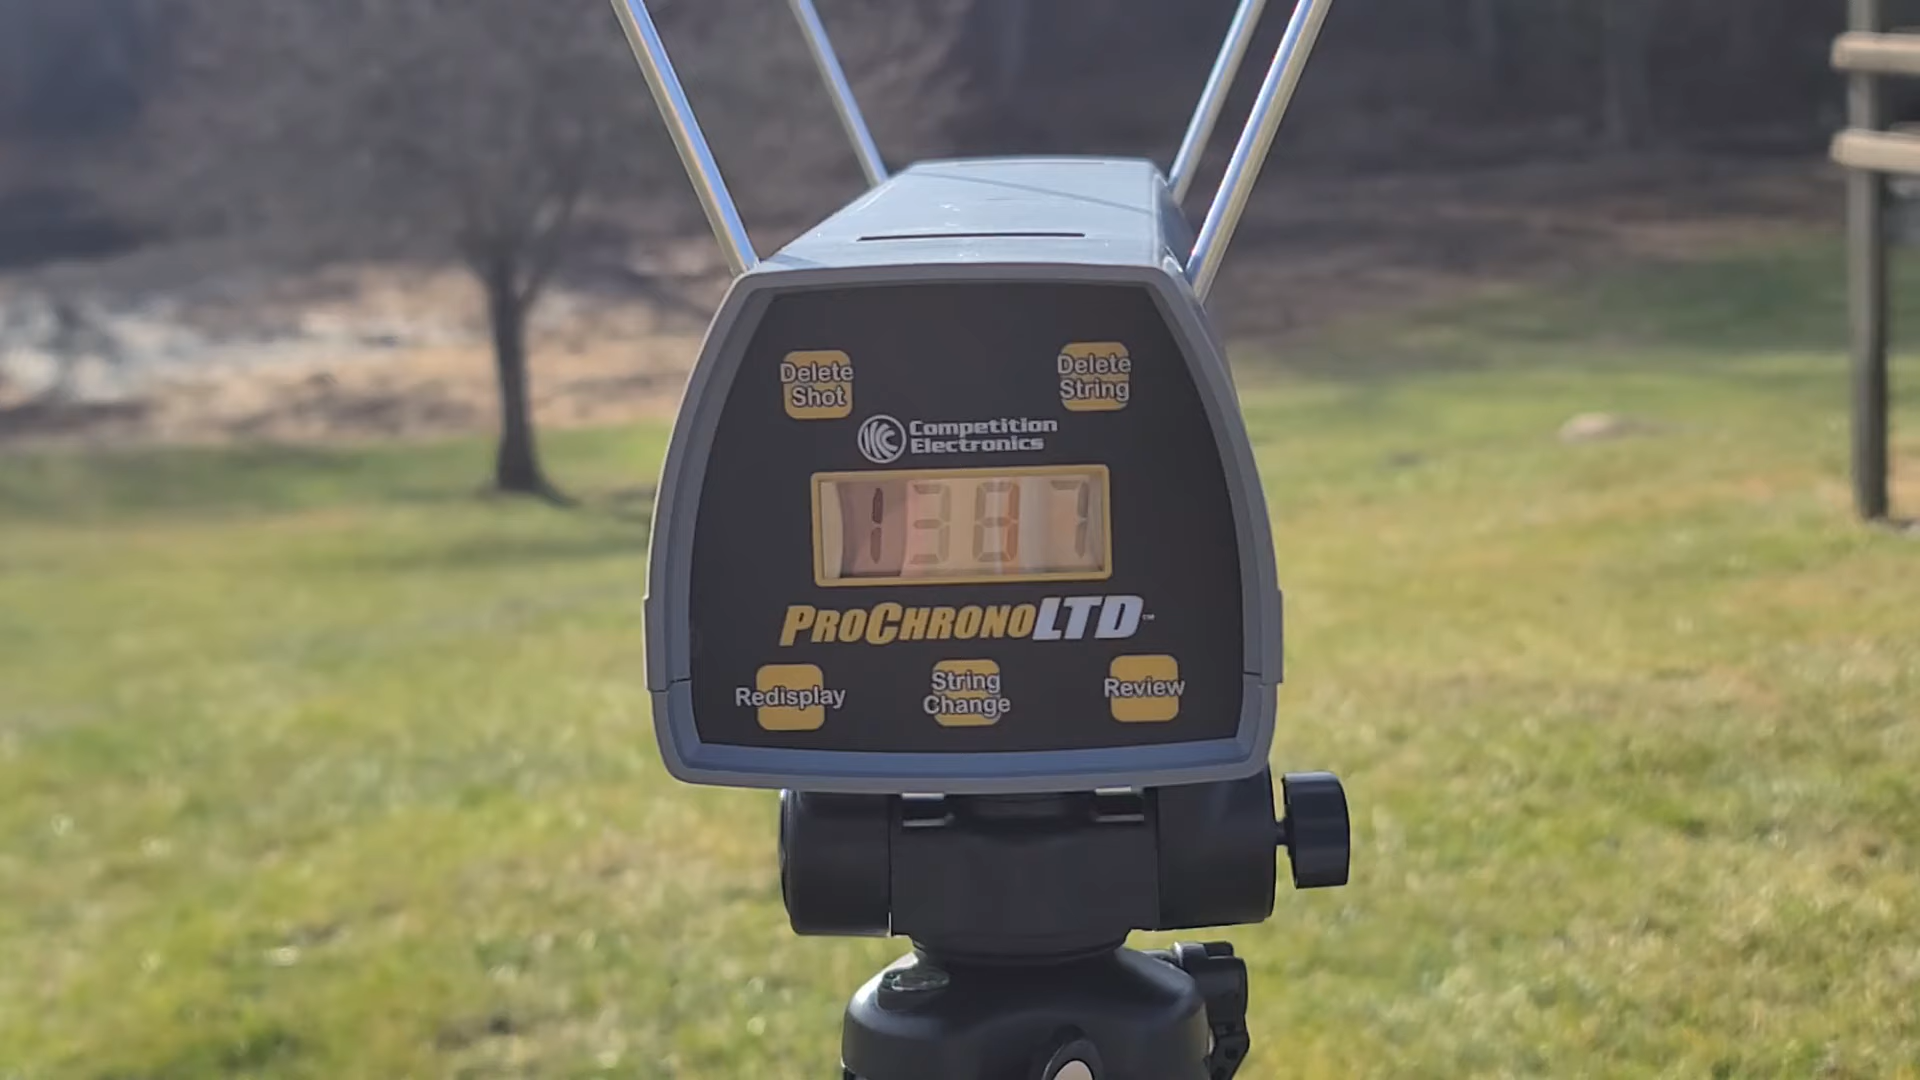 Delete
Shot
Delete
String
Competition
Electronics
1387
PROCHRONOLTD™
Redisplay
String
Change
Review